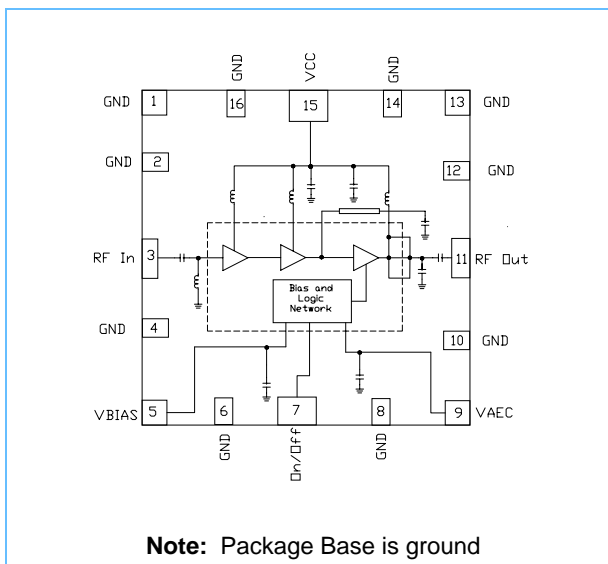 GND
VCC
GND
GND 1
16
15
14
13 GND
GND 2
12 GND
RF In 3
11 RF Out
Bias and
Logic
Network
GND 4
10 GND
VBIAS 5
6
7
8
9 VAEC
GND
On/Off
GND
Note: Package Base is ground